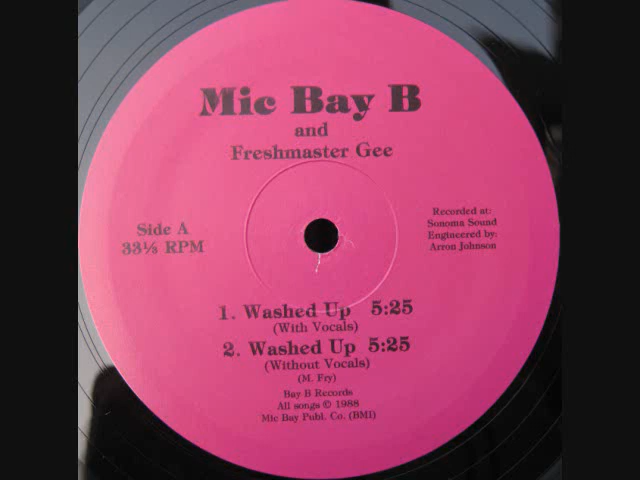 Mic Bay B
and
Freshmaster Gee
Side A
33⅓ RPM
Recorded at:
Sonoma Sound
Engineered by:
Arron Johnson
1. Washed Up 5:25
(With Vocals)
2. Washed Up 5:25
(Without Vocals)
(M. Fry)
Bay B Records
All songs © 1988
Mic Bay Publ. Co. (BMI)